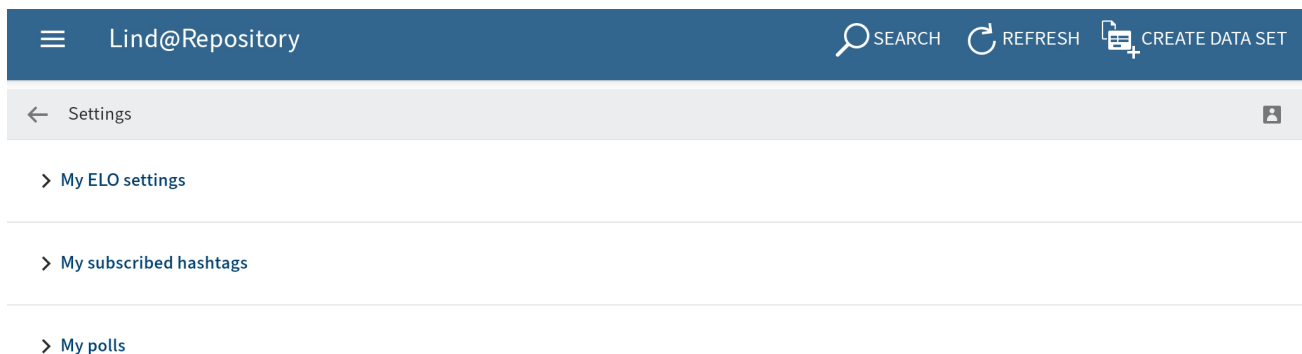 Lind@Repository SEARCH REFRESH CREATE DATA SET
Settings
My ELO settings
My subscribed hashtags
My polls